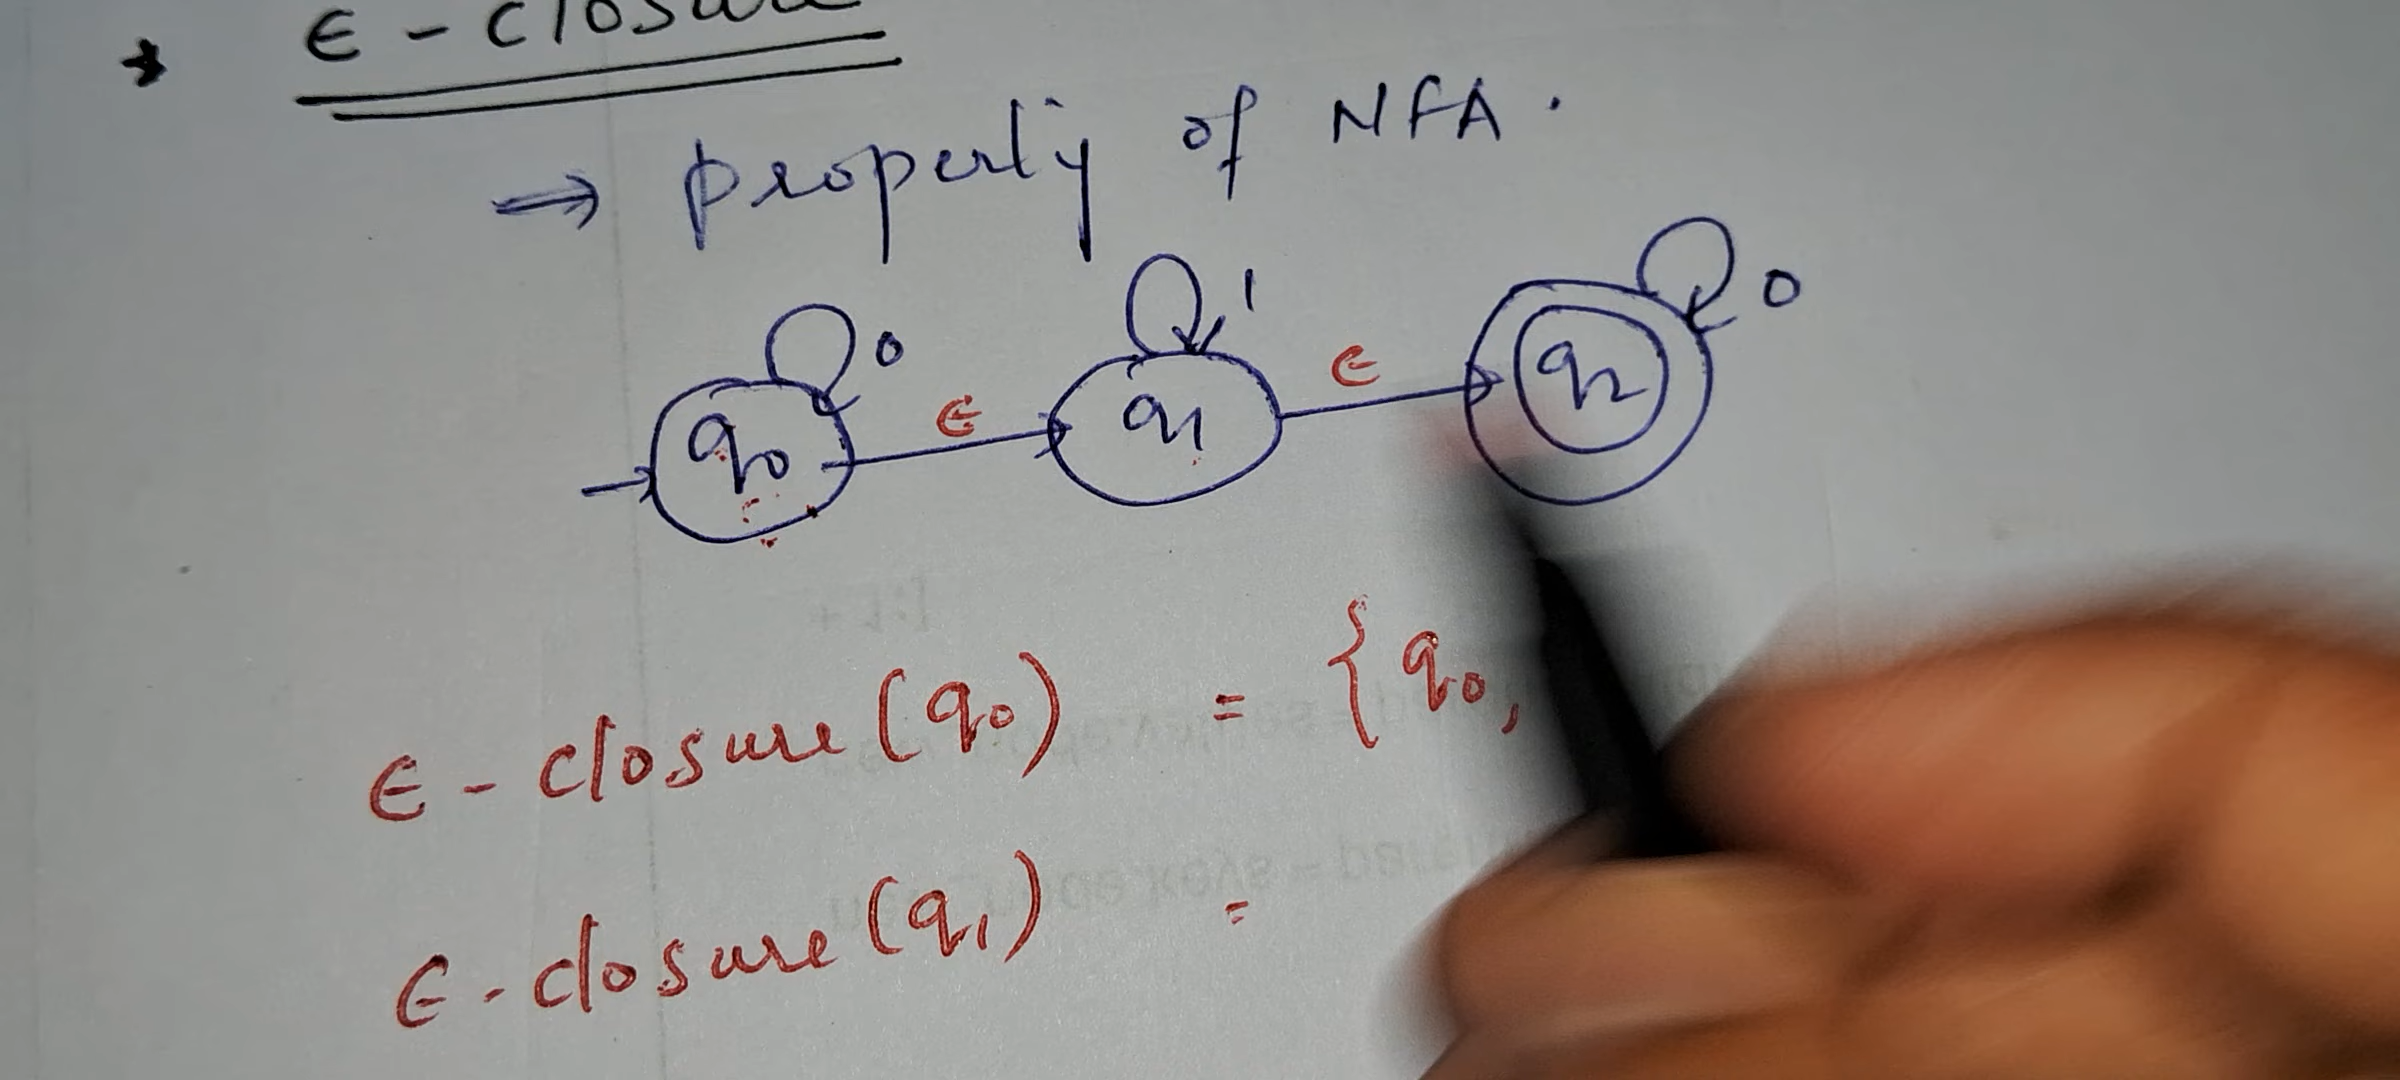 ϵ - closure
→ property of NFA.
0 1 0
q0 ϵ q1 ϵ q2
ϵ - closure (q0) = {q0,
ϵ - closure (q1) =